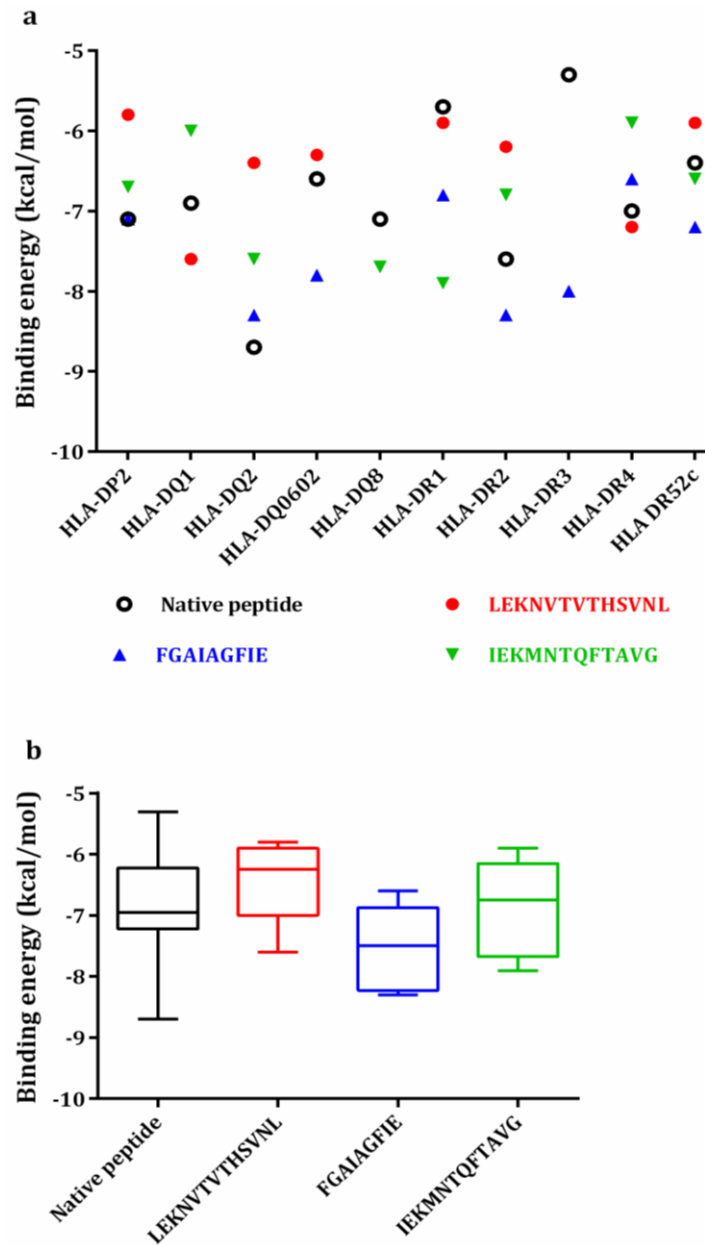 a
Binding energy (kcal/mol)
-5
-6
-7
-8
-9
-10
HLA-DP2
HLA-DQ1
HLA-DQ2
HLA-DQ0602
HLA-DQ8
HLA-DR1
HLA-DR2
HLA-DR3
HLA-DR4
HLA DR52c
Native peptide
LEKNVTVTHSVNL
FGAIAGFIE
IEKMNTQFTAVG
b
Binding energy (kcal/mol)
-5
-6
-7
-8
-9
-10
Native peptide
LEKNVTVTHSVNL
FGAIAGFIE
IEKMNTQFTAVG